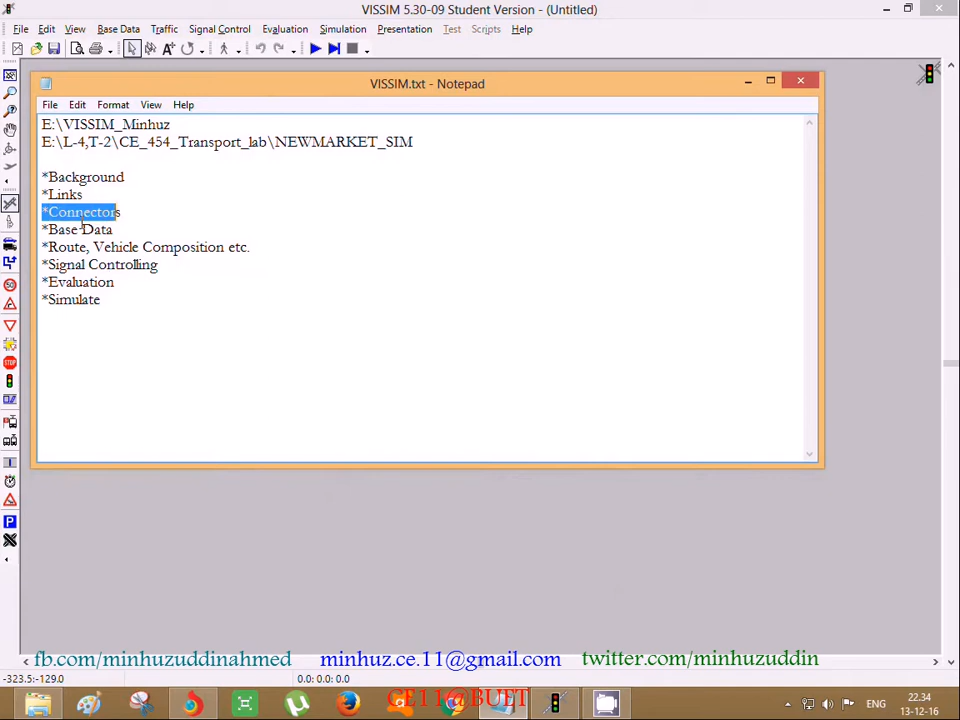 VISSIM 5.30-09 Student Version - (Untitled)
File Edit View Base Data Traffic Signal Control Evaluation Simulation Presentation Test Scripts Help
VISSIM.txt - Notepad
File Edit Format View Help
E:\VISSIM_Minhuz
E:\L-4,T-2\CE_454_Transport_lab\NEWMARKET_SIM
*Background
*Links
*Connectors
*Base Data
*Route, Vehicle Composition etc.
*Signal Controlling
*Evaluation
*Simulate
fb.com/minhuzuddinahmed minhuz.ce.11@gmail.com twitter.com/minhuzuddin
-323.5:-129.0 0.0: 0.0: 0.0
CE11@BUET
ENG
22.34
13-12-16